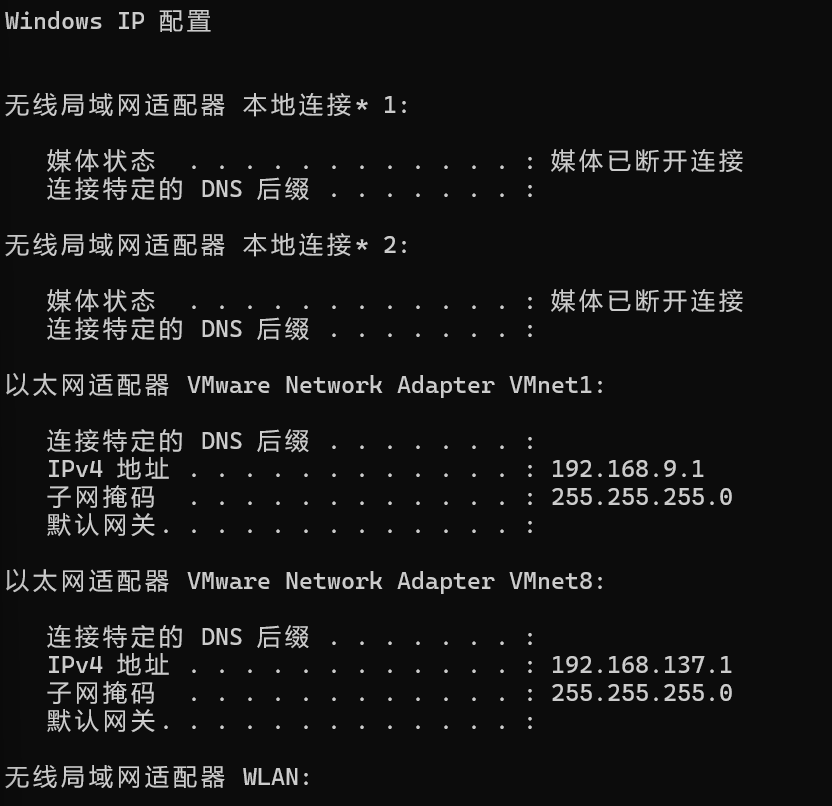 Windows IP 配置
无线局域网适配器 本地连接* 1:
媒体状态  . . . . . . . . . . . . : 媒体已断开连接
连接特定的 DNS 后缀 . . . . . . . :
无线局域网适配器 本地连接* 2:
媒体状态  . . . . . . . . . . . . : 媒体已断开连接
连接特定的 DNS 后缀 . . . . . . . :
以太网适配器 VMware Network Adapter VMnet1:
连接特定的 DNS 后缀 . . . . . . . :
IPv4 地址 . . . . . . . . . . . . : 192.168.9.1
子网掩码  . . . . . . . . . . . . : 255.255.255.0
默认网关. . . . . . . . . . . . . :
以太网适配器 VMware Network Adapter VMnet8:
连接特定的 DNS 后缀 . . . . . . . :
IPv4 地址 . . . . . . . . . . . . : 192.168.137.1
子网掩码  . . . . . . . . . . . . : 255.255.255.0
默认网关. . . . . . . . . . . . . :
无线局域网适配器 WLAN: